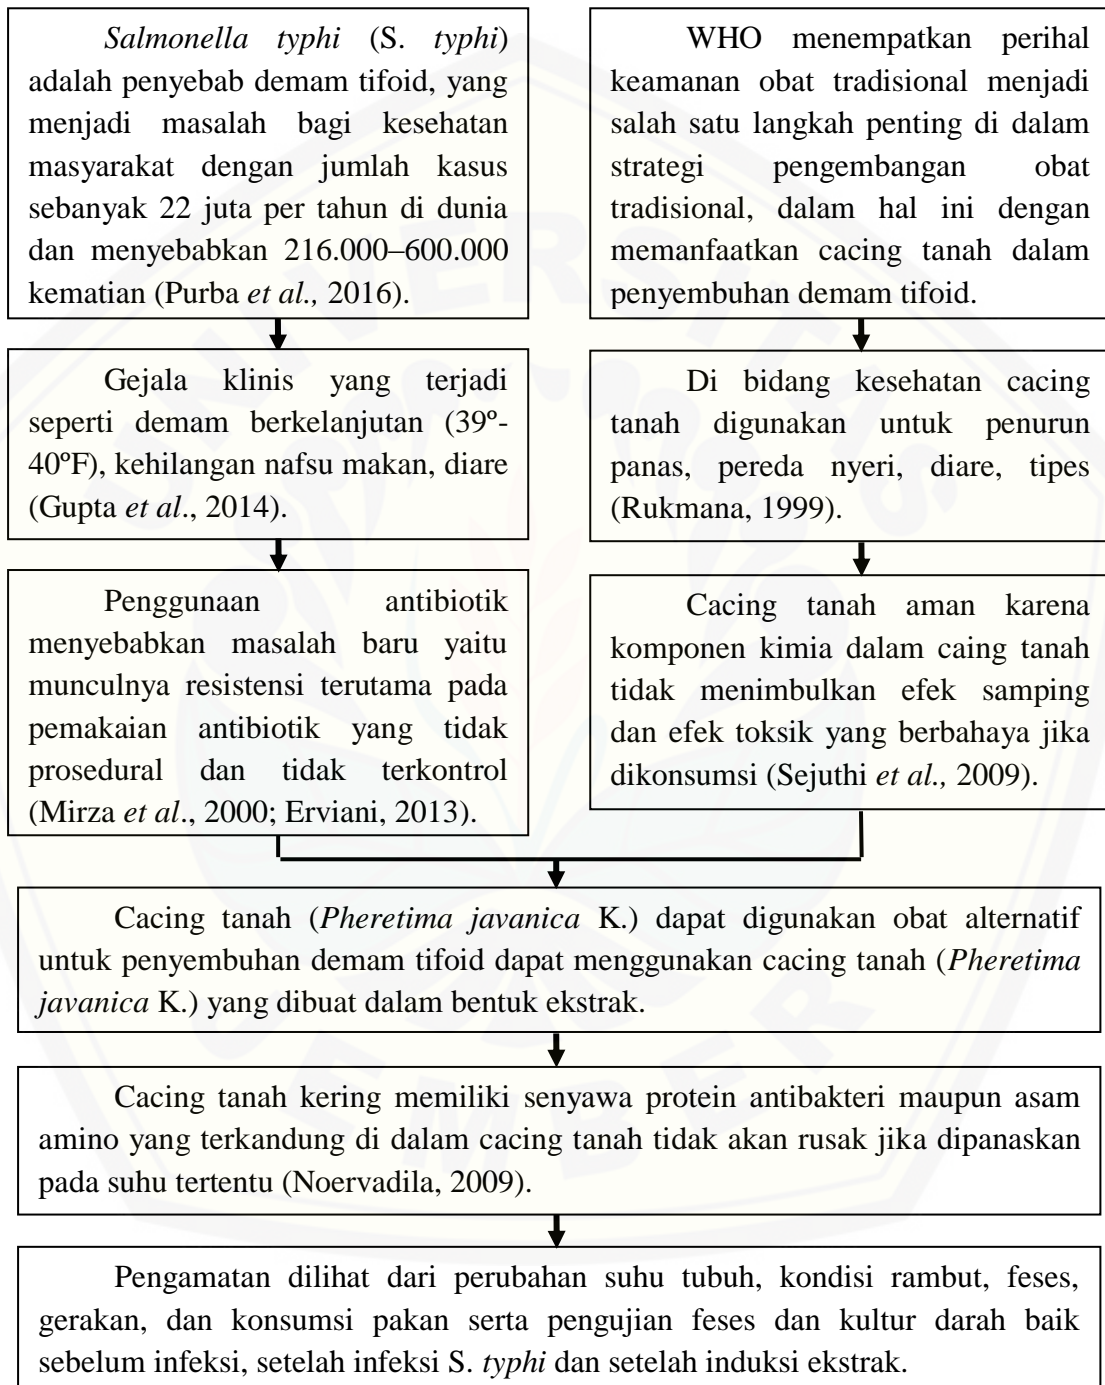 Salmonella typhi (S. typhi)
adalah penyebab demam tifoid, yang
menjadi masalah bagi kesehatan
masyarakat dengan jumlah kasus
sebanyak 22 juta per tahun di dunia
dan menyebabkan 216.000–600.000
kematian (Purba et al., 2016).
Gejala klinis yang terjadi
seperti demam berkelanjutan (39º-
40ºF), kehilangan nafsu makan, diare
(Gupta et al., 2014).
Penggunaan antibiotik
menyebabkan masalah baru yaitu
munculnya resistensi terutama pada
pemakaian antibiotik yang tidak
prosedural dan tidak terkontrol
(Mirza et al., 2000; Erviani, 2013).
WHO menempatkan perihal
keamanan obat tradisional menjadi
salah satu langkah penting di dalam
strategi pengembangan obat
tradisional, dalam hal ini dengan
memanfaatkan cacing tanah dalam
penyembuhan demam tifoid.
Di bidang kesehatan cacing
tanah digunakan untuk penurun
panas, pereda nyeri, diare, tipes
(Rukmana, 1999).
Cacing tanah aman karena
komponen kimia dalam caing tanah
tidak menimbulkan efek samping
dan efek toksik yang berbahaya jika
dikonsumsi (Sejuthi et al., 2009).
Cacing tanah (Pheretima javanica K.) dapat digunakan obat alternatif
untuk penyembuhan demam tifoid dapat menggunakan cacing tanah (Pheretima
javanica K.) yang dibuat dalam bentuk ekstrak.
Cacing tanah kering memiliki senyawa protein antibakteri maupun asam
amino yang terkandung di dalam cacing tanah tidak akan rusak jika dipanaskan
pada suhu tertentu (Noervadila, 2009).
Pengamatan dilihat dari perubahan suhu tubuh, kondisi rambut, feses,
gerakan, dan konsumsi pakan serta pengujian feses dan kultur darah baik
sebelum infeksi, setelah infeksi S. typhi dan setelah induksi ekstrak.
UNIVERSITAS
JEMBER